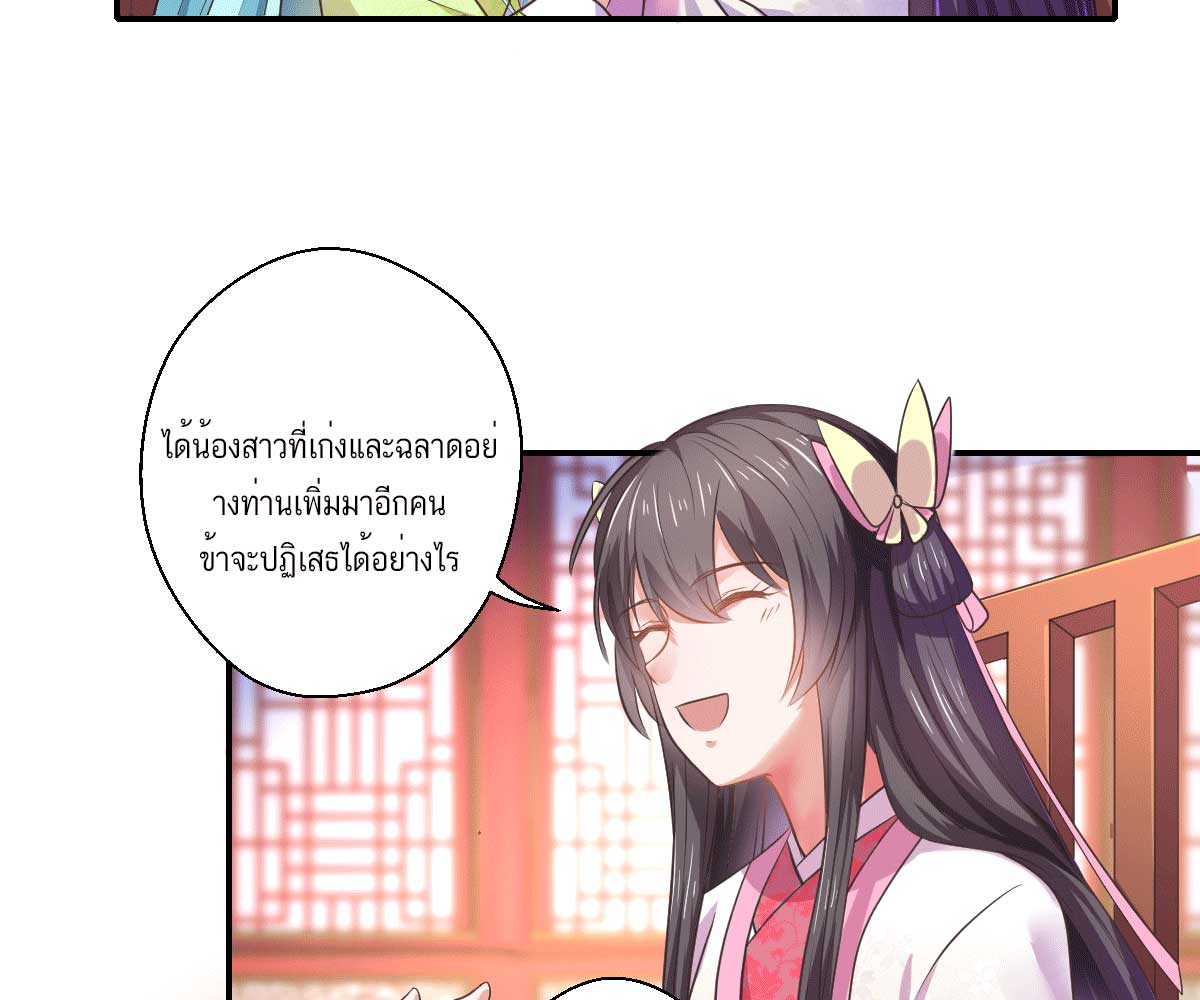 ได้น้องสาวที่เก่งและฉลาดอย่
างท่านเพิ่มมาอีกคน
ข้าจะปฏิเสธได้อย่างไร